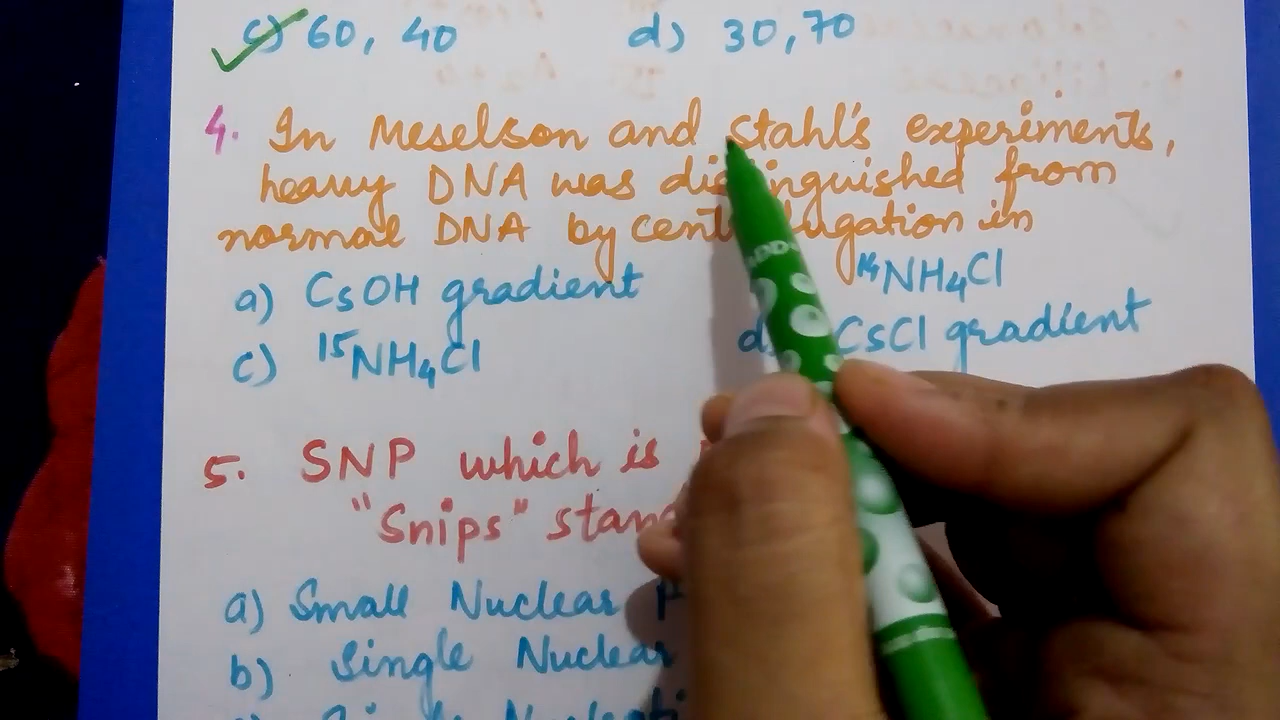 c) 60, 40 d) 30,70
4. In Meselson and Stahl's experiments,
heavy DNA was distinguished from
normal DNA by centrifugation in
a) CsOH gradient ¹⁴NH₄Cl
c) ¹⁵NH₄Cl d) CsCl gradient
5. SNP which is
"Snips"
a) Small Nuclear
b) Single Nuclear